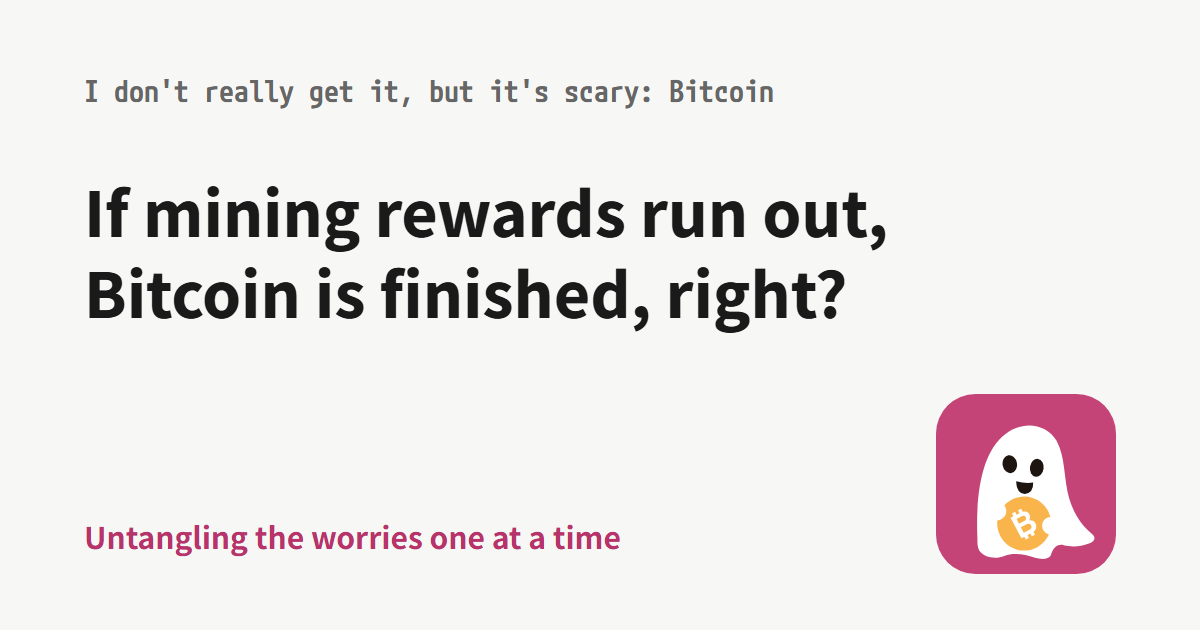 I don't really get it, but it's scary: Bitcoin
If mining rewards run out,
Bitcoin is finished, right?
Untangling the worries one at a time